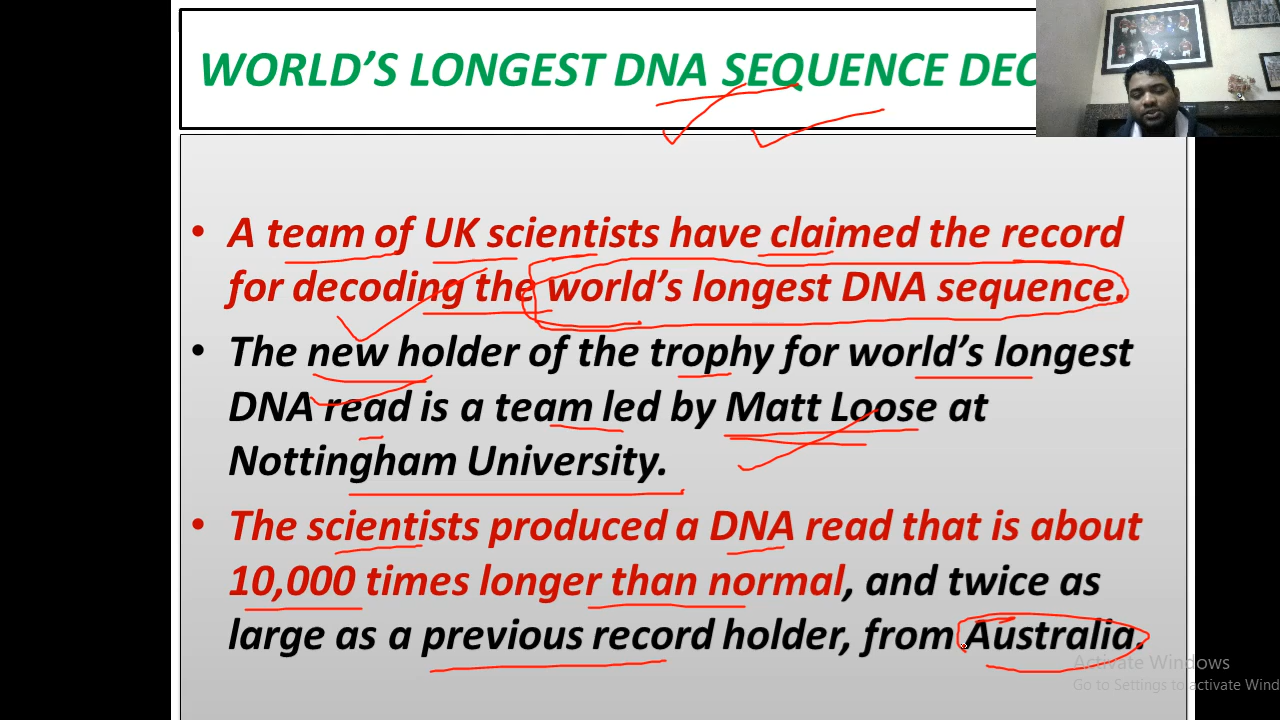 WORLD'S LONGEST DNA SEQUENCE DEC
• A team of UK scientists have claimed the record
for decoding the world's longest DNA sequence.
• The new holder of the trophy for world's longest
DNA read is a team led by Matt Loose at
Nottingham University.
• The scientists produced a DNA read that is about
10,000 times longer than normal, and twice as
large as a previous record holder, from Australia.
Activate Windows
Go to Settings to activate Wind